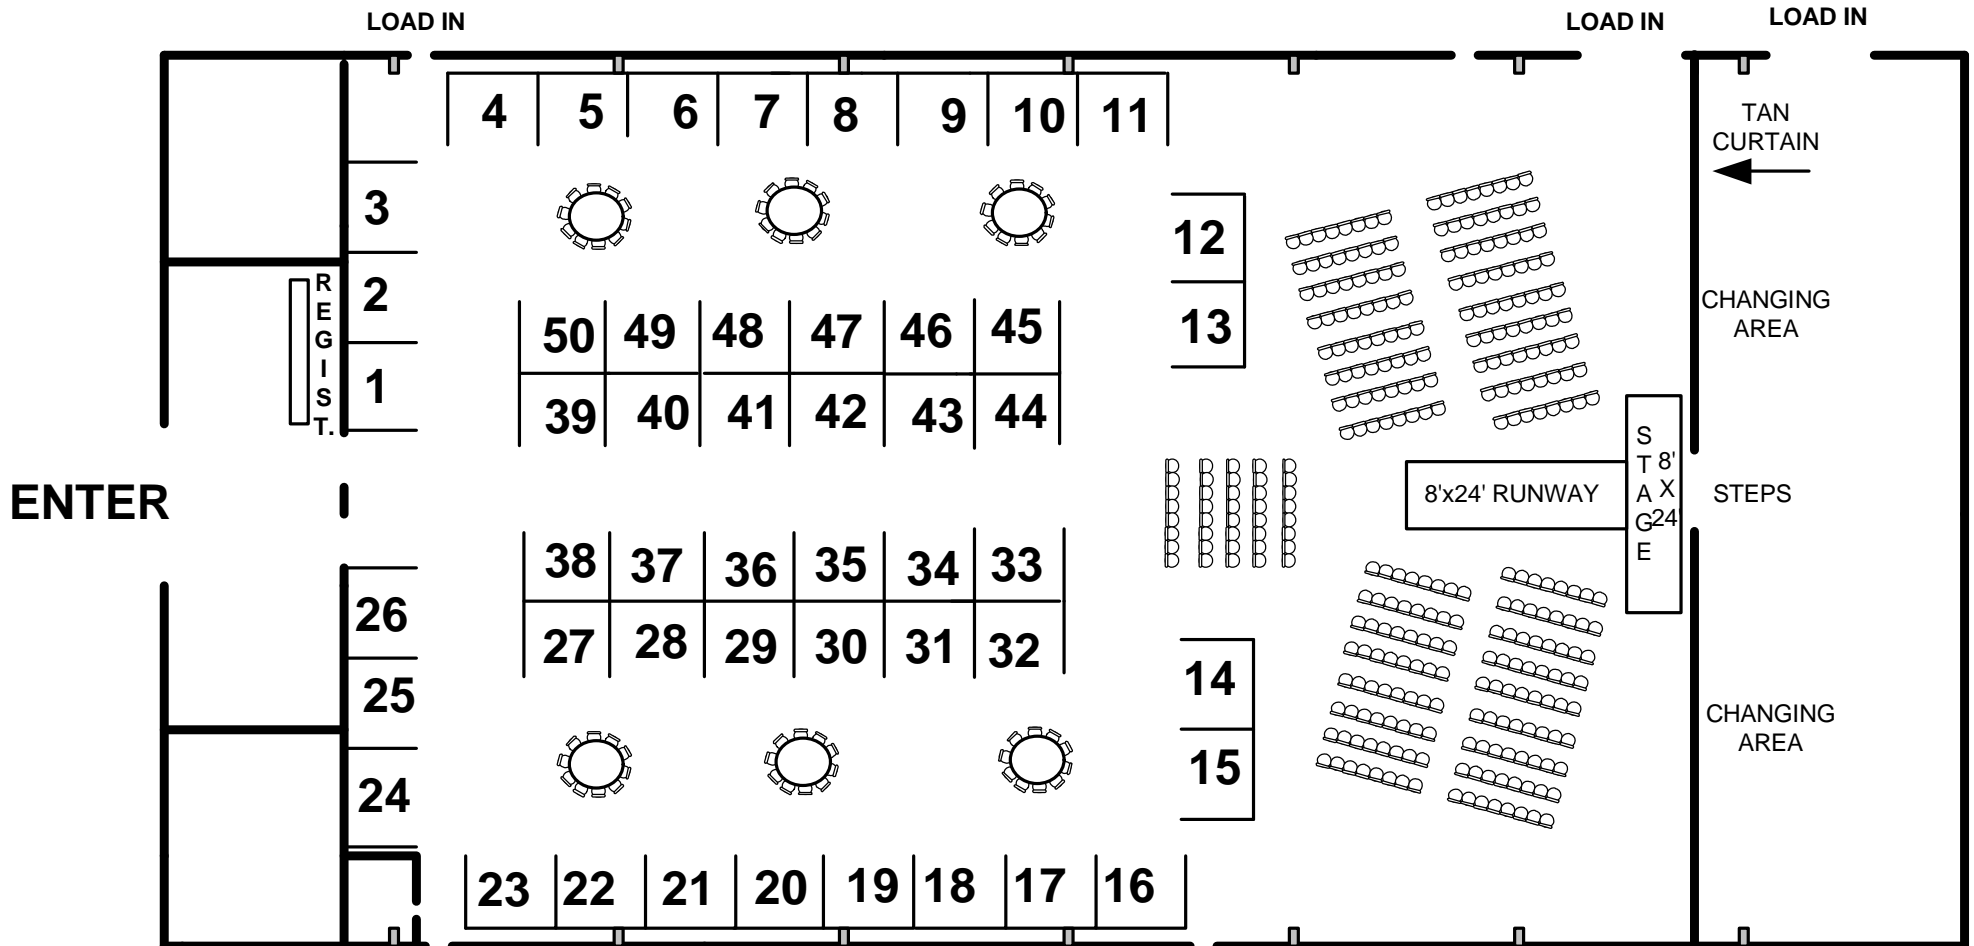 LOAD IN
LOAD IN
LOAD IN
4 5 6 7 8 9 10 11
TAN
CURTAIN
3
12
2
13
CHANGING
AREA
REGIST.
50 49 48 47 46 45
1
39 40 41 42 43 44
ENTER
8'x24' RUNWAY
STAGE
8'
X
24'
STEPS
38 37 36 35 34 33
26
27 28 29 30 31 32
25
14
CHANGING
AREA
24
15
23 22 21 20 19 18 17 16